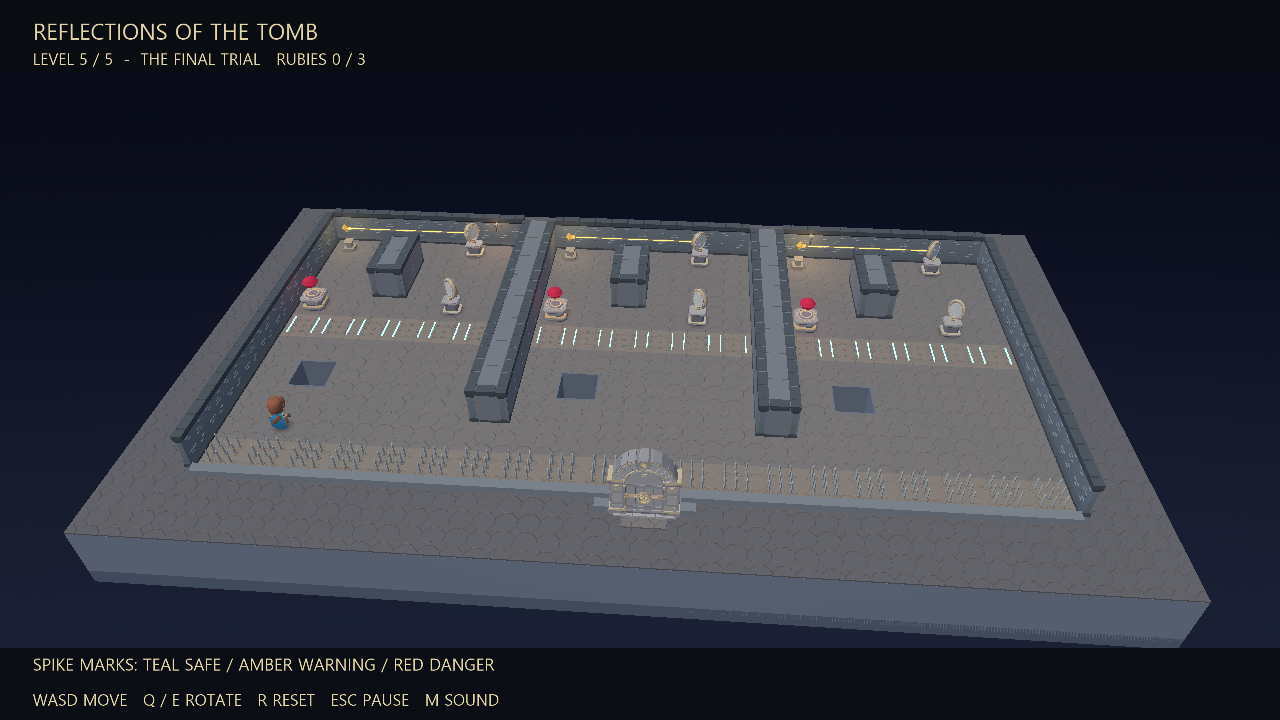 REFLECTIONS OF THE TOMB
LEVEL 5 / 5 - THE FINAL TRIAL RUBIES 0 / 3
SPIKE MARKS: TEAL SAFE / AMBER WARNING / RED DANGER
WASD MOVE Q / E ROTATE R RESET ESC PAUSE M SOUND